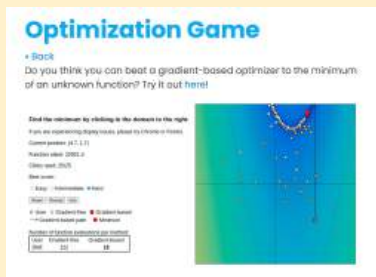 Optimization Game
• Back
Do you think you can beat a gradient-based optimizer to the minimum
of an unknown function? Try it out here!
Find the minimum by clicking in the domain to the right
If you are experiencing display issues, please try Chrome or Firefox.
Current position:
Function value:
Clicks used:
Best score:
Easy Intermediate Hard
User Gradient-free Gradient-based
Gradient-based path Minimum
Number of function evaluations per method:
User Gradient-free Gradient-based